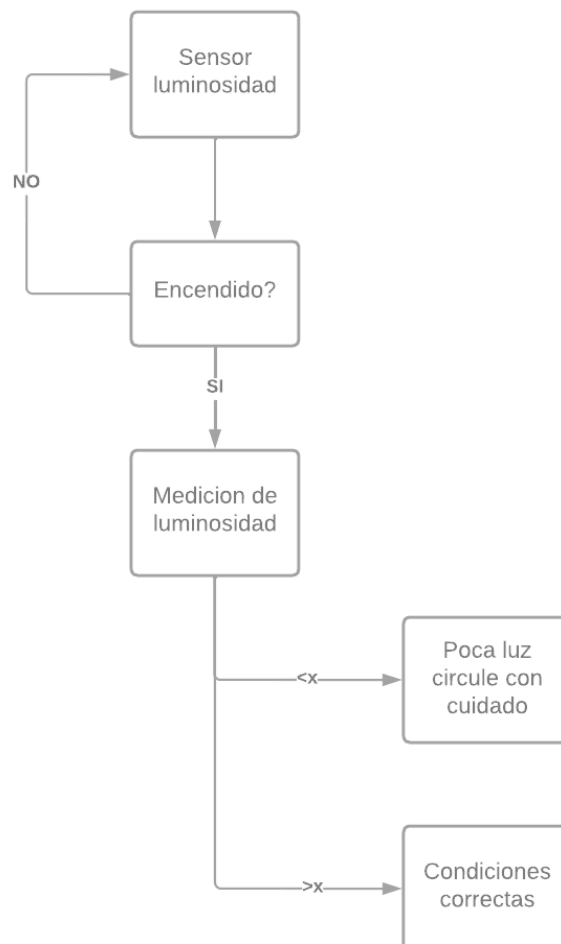 Sensor
luminosidad
NO
Encendido?
SI
Medicion de
luminosidad
Poca luz
circule con
cuidado
<x
Condiciones
correctas
>x